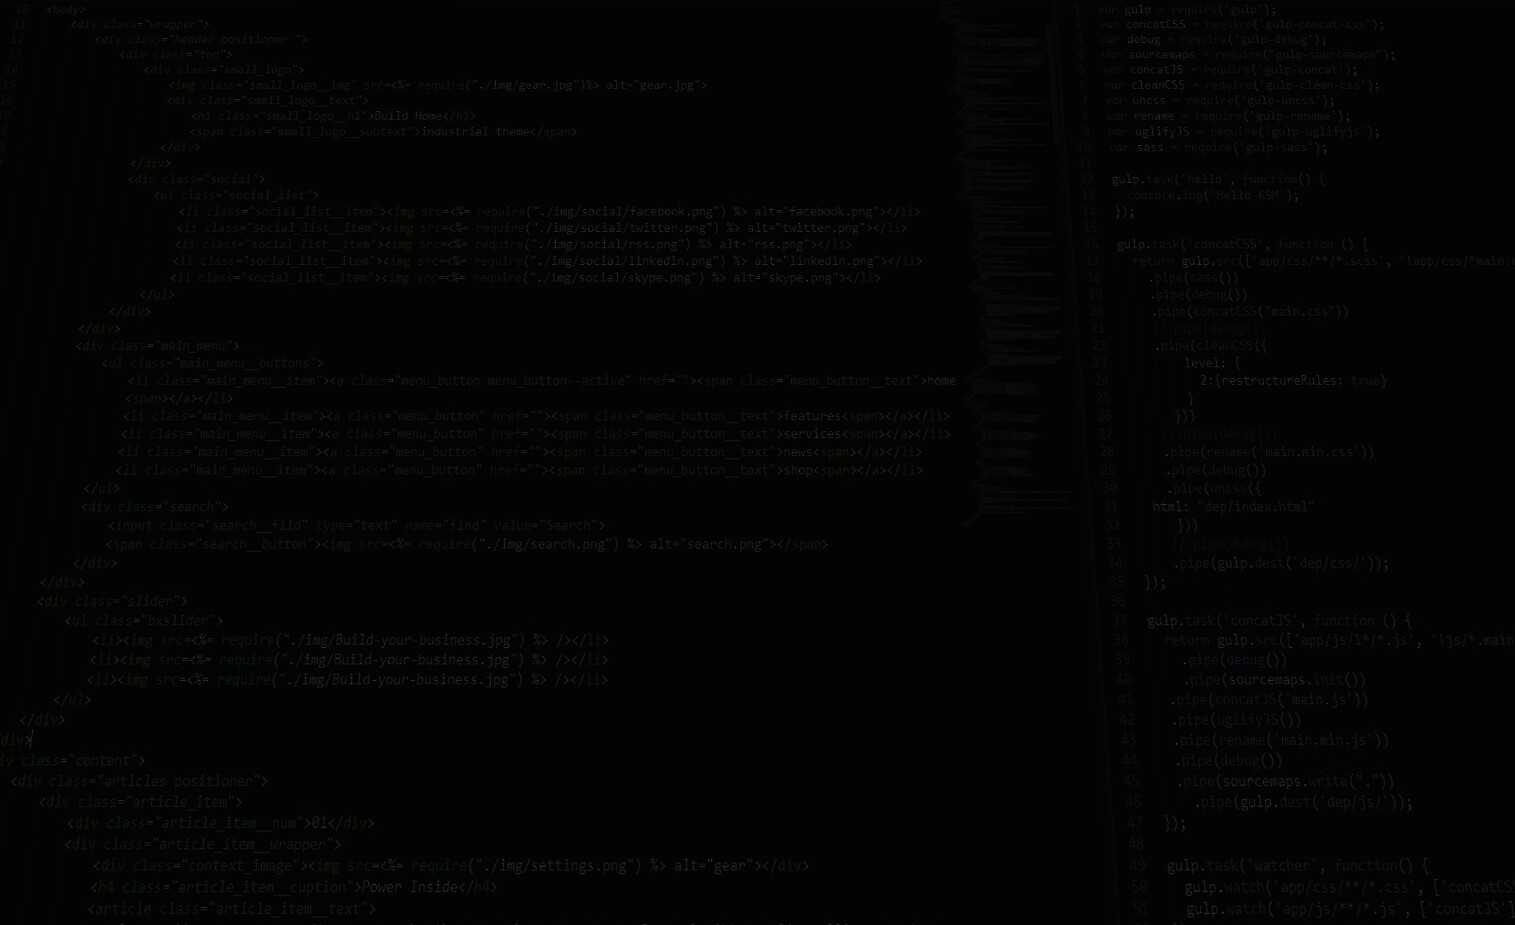 10 <body>
11 <div class="wrapper">
12 <div class="header positioner ">
13 <div class="top">
14 <div class="small_logo">
15 <img class="small_logo__img" src=<%= require("./img/gear.jpg")%> alt="gear.jpg">
16 <div class="small_logo__text">
17 <h1 class="small_logo__h1">Build Home</h1>
8 <span class="small_logo__subtext">industrial theme</span>
</div>
</div>
<div class="social">
<ul class="social_list">
<li class="social_list__item"><img src=<%= require("./img/social/facebook.png") %> alt="facebook.png"></li>
<li class="social_list__item"><img src=<%= require("./img/social/twitter.png") %> alt="twitter.png"></li>
<li class="social_list__item"><img src=<%= require("./img/social/rss.png") %> alt="rss.png"></li>
<li class="social_list__item"><img src=<%= require("./img/social/linkedin.png") %> alt="linkedin.png"></li>
<li class="social_list__item"><img src=<%= require("./img/social/skype.png") %> alt="skype.png"></li>
</ul>
</div>
</div>
<div class="main_menu">
<ul class="main_menu__buttons">
<li class="main_menu__item"><a class="menu_button menu_button--active" href=""><span class="menu_button__text">home
<span></a></li>
<li class="main_menu__item"><a class="menu_button" href=""><span class="menu_button__text">features<span></a></li>
<li class="main_menu__item"><a class="menu_button" href=""><span class="menu_button__text">services<span></a></li>
<li class="main_menu__item"><a class="menu_button" href=""><span class="menu_button__text">news<span></a></li>
<li class="main_menu__item"><a class="menu_button" href=""><span class="menu_button__text">shop<span></a></li>
</ul>
<div class="search">
<input class="search__fild" type="text" name="find" value="Search">
<span class="search__button"><img src=<%= require("./img/search.png") %> alt="search.png"></span>
</div>
</div>
<div class="slider">
<ul class="bxslider">
<li><img src=<%= require("./img/Build-your-business.jpg") %> /></li>
<li><img src=<%= require("./img/Build-your-business.jpg") %> /></li>
<li><img src=<%= require("./img/Build-your-business.jpg") %> /></li>
</ul>
</div>
div>
iv class="content">
<div class="articles positioner">
<div class="article_item">
<div class="article_item__num">01</div>
<div class="article_item__wrapper">
<div class="context_image"><img src=<%= require("./img/settings.png") %> alt="gear"></div>
<h4 class="article_item__cuption">Power Inside</h4>
<article class="article_item__text">
1 var gulp = require('gulp');
2 var concatCSS = require('gulp-concat-css');
3 var debug = require('gulp-debug');
4 var sourcemaps = require("gulp-sourcemaps");
5 var concatJS = require('gulp-concat');
6 var cleanCSS = require('gulp-clean-css');
7 var uncss = require('gulp-uncss');
8 var rename = require('gulp-rename');
9 var uglifyJS = require('gulp-uglifyjs');
10 var sass = require('gulp-sass');
11
12 gulp.task('hello', function() {
13 console.log('Hello KSM');
14 });
15
16 gulp.task('concatCSS', function () {
17 return gulp.src(['app/css/**/*.scss', '!app/css/*main.
18 .pipe(sass())
19 .pipe(debug())
20 .pipe(concatCSS("main.css"))
21 //.pipe(debug())
22 .pipe(cleanCSS({
23 level: {
24 2:{restructureRules: true}
25 }
26 }))
27 //.pipe(debug())
28 .pipe(rename('main.min.css'))
29 .pipe(debug())
30 .pipe(uncss({
31 html: "dep/index.html"
32 }))
33 //.pipe(debug())
34 .pipe(gulp.dest('dep/css/'));
35 });
36
37 gulp.task('concatJS', function () {
38 return gulp.src(['app/js/1*/*.js', '!js/*.main
39 .pipe(debug())
40 .pipe(sourcemaps.init())
41 .pipe(concatJS('main.js'))
42 .pipe(uglifyJS())
43 .pipe(rename('main.min.js'))
44 .pipe(debug())
45 .pipe(sourcemaps.write("."))
46 .pipe(gulp.dest('dep/js/'));
47 });
48
49 gulp.task('watcher', function() {
50 gulp.watch('app/css/**/*.css', ['concatCSS
51 gulp.watch('app/js/**/*.js', ['concatJS']